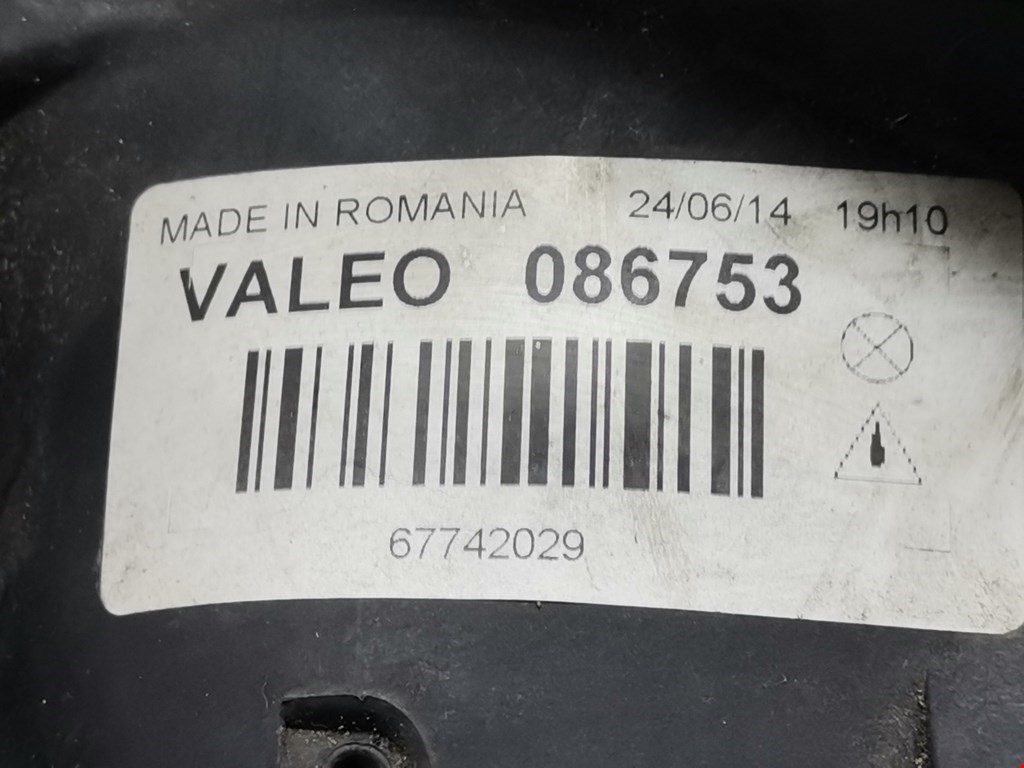 MADE IN ROMANIA 24/06/14 19h10
VALEO 086753
67742029